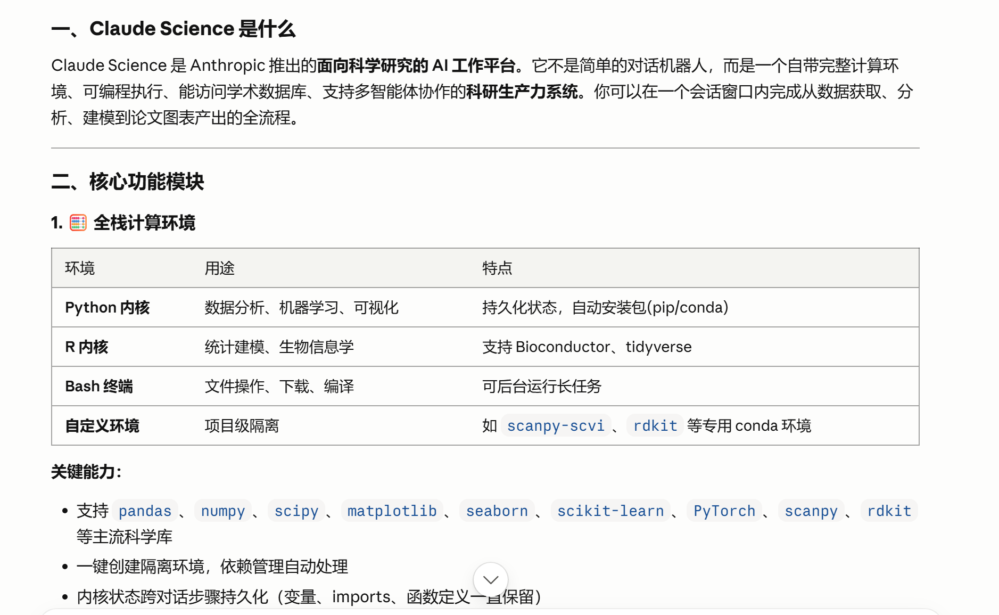 一、Claude Science 是什么
Claude Science 是 Anthropic 推出的面向科学研究的 AI 工作平台。它不是简单的对话机器人，而是一个自带完整计算环
境、可编程执行、能访问学术数据库、支持多智能体协作的科研生产力系统。你可以在一个会话窗口内完成从数据获取、分
析、建模到论文图表产出的全流程。
二、核心功能模块
1. 🧮 全栈计算环境
环境 用途 特点
Python 内核 数据分析、机器学习、可视化 持久化状态，自动安装包(pip/conda)
R 内核 统计建模、生物信息学 支持 Bioconductor、tidyverse
Bash 终端 文件操作、下载、编译 可后台运行长任务
自定义环境 项目级隔离 如 scanpy-scvi、rdkit 等专用 conda 环境
关键能力：
• 支持 pandas、numpy、scipy、matplotlib、seaborn、scikit-learn、PyTorch、scanpy、rdkit
等主流科学库
• 一键创建隔离环境，依赖管理自动处理
• 内核状态跨对话步骤持久化（变量、imports、函数定义一直保留）